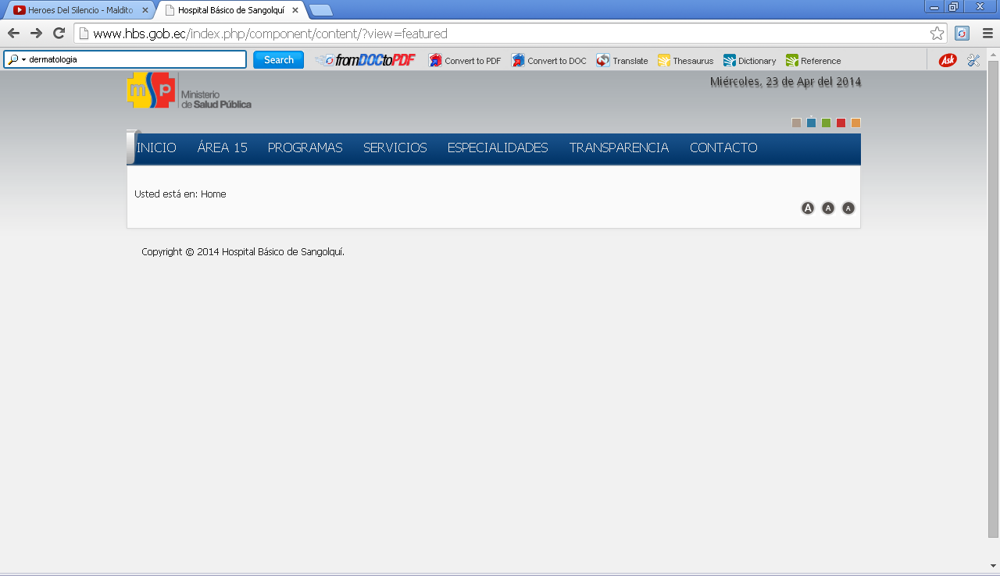 Heroes Del Silencio - Maldito
Hospital Básico de Sangolquí
www.hbs.gob.ec/index.php/component/content/?view=featured
dermatologia Search fromDOCtoPDF Convert to PDF Convert to DOC Translate Thesaurus Dictionary Reference Ask
msp Ministerio de Salud Pública
Miércoles, 23 de Apr del 2014
INICIO ÁREA 15 PROGRAMAS SERVICIOS ESPECIALIDADES TRANSPARENCIA CONTACTO
Usted está en: Home
A A A
Copyright © 2014 Hospital Básico de Sangolquí.